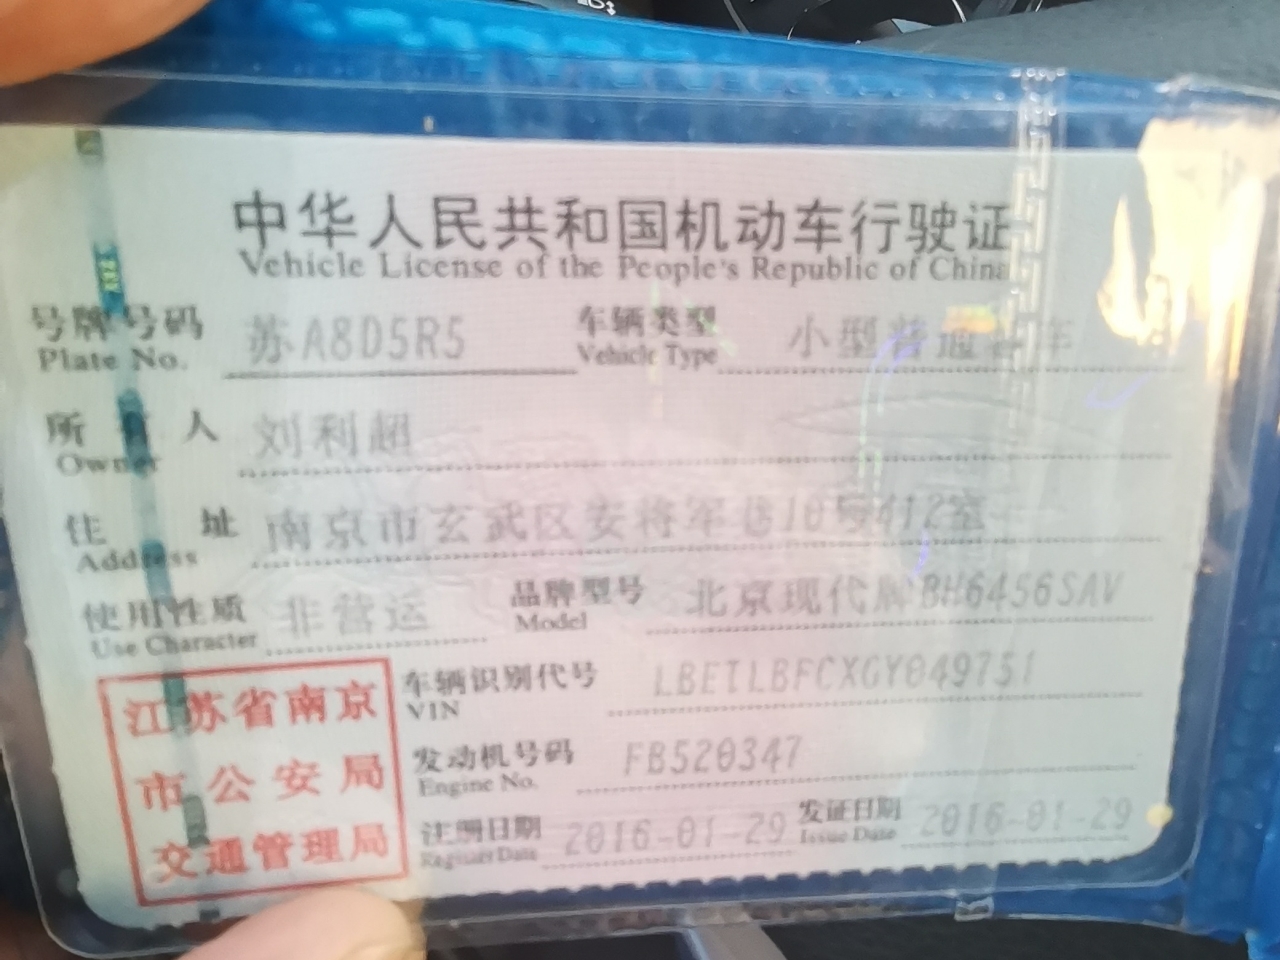 中华人民共和国机动车行驶证
Vehicle License of the People's Republic of China
号牌号码 苏A8D5R5 车辆类型 小型普通客车
Plate No. Vehicle Type
所有人 刘利超
Owner
住址 南京市玄武区安将军巷10号412室
Address
使用性质 非营运 品牌型号 北京现代牌BH6456SAV
Use Character Model
江苏省南京 车辆识别代号 LBETLBFCXGY049751
VIN
市公安局 发动机号码 FB520347
Engine No.
交通管理局 注册日期 2016-01-29 发证日期 2016-01-29
Register Date Issue Date